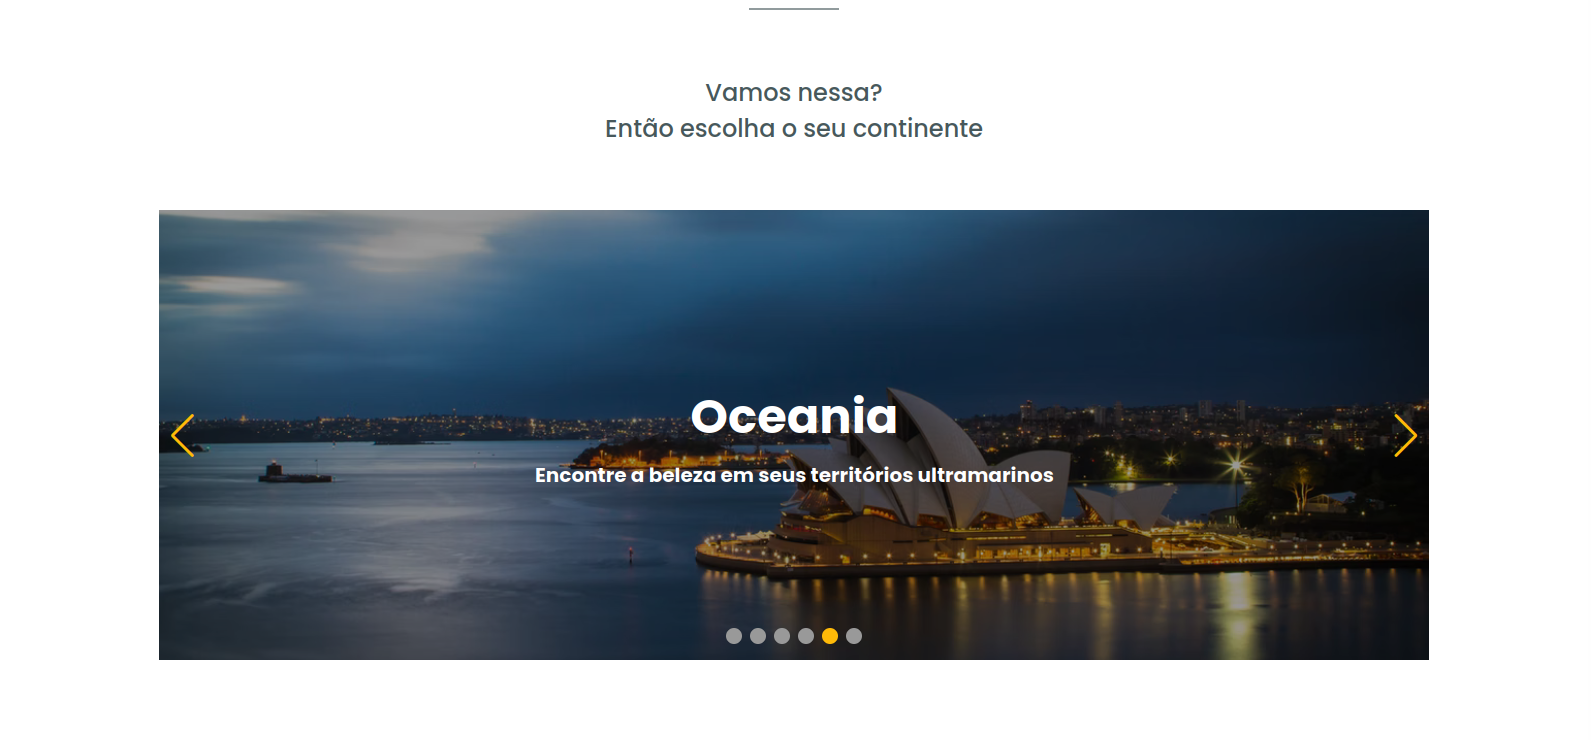 Vamos nessa?
Então escolha o seu continente
Oceania
Encontre a beleza em seus territórios ultramarinos